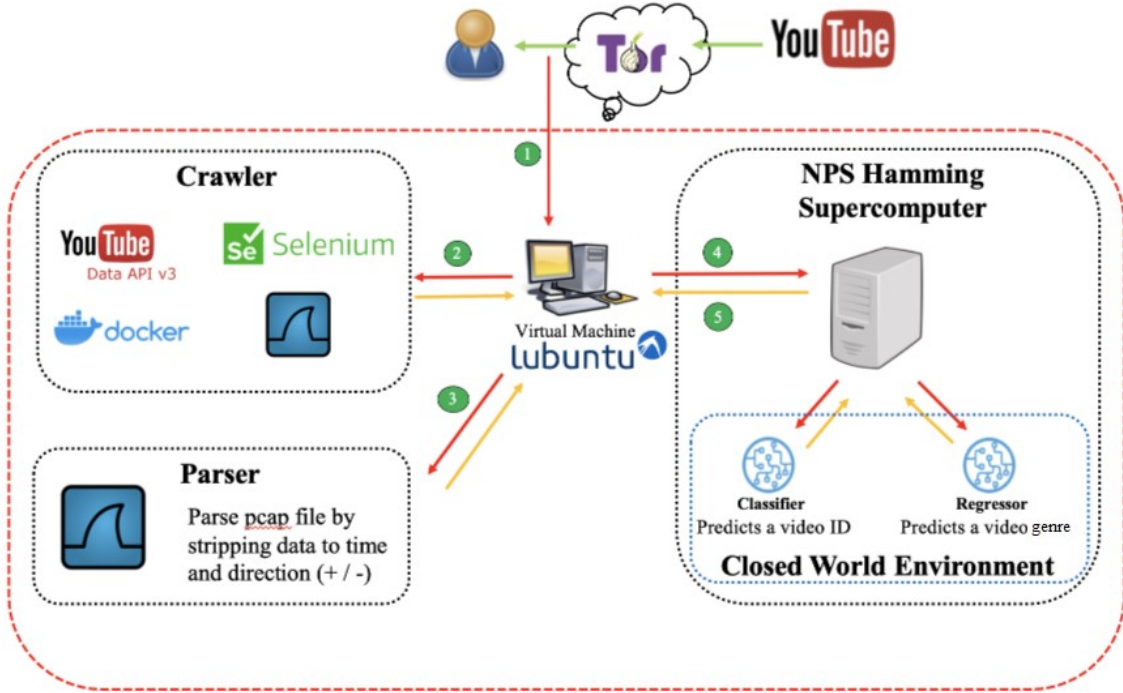 Tor
YouTube
1
Crawler
YouTube
Data API v3
Se Selenium
docker
2
Virtual Machine
lubuntu
3
Parser
Parse pcap file by
stripping data to time
and direction (+ / -)
NPS Hamming
Supercomputer
4
5
Classifier
Predicts a video ID
Regressor
Predicts a video genre
Closed World Environment